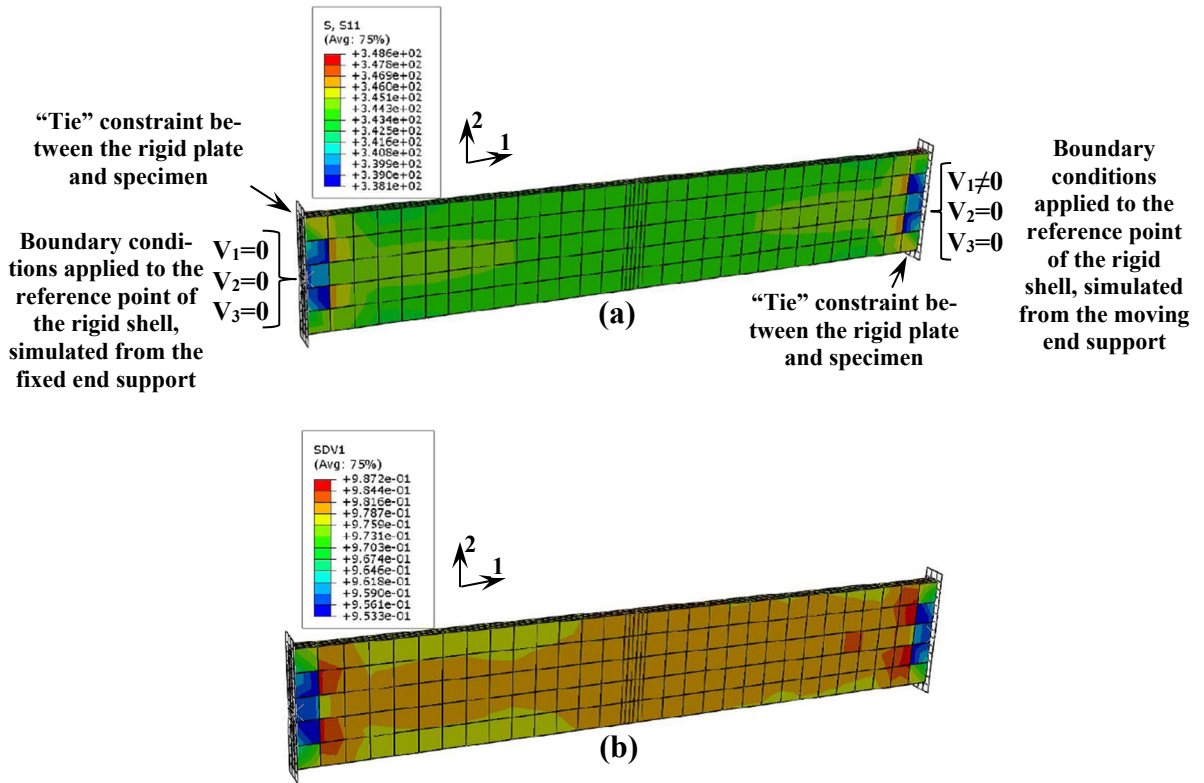 S, S11
(Avg: 75%)
+3.486e+02
+3.478e+02
+3.469e+02
+3.460e+02
+3.451e+02
+3.443e+02
+3.434e+02
+3.425e+02
+3.416e+02
+3.408e+02
+3.399e+02
+3.390e+02
+3.381e+02
2
1
“Tie” constraint be-
tween the rigid plate
and specimen
Boundary condi-
tions applied to the
reference point of
the rigid shell,
simulated from the
fixed end support
V₁=0
V₂=0
V₃=0
(a)
V₁≠0
V₂=0
V₃=0
Boundary
conditions
applied to the
reference point
of the rigid
shell, simulated
from the moving
end support
“Tie” constraint be-
tween the rigid plate
and specimen
SDV1
(Avg: 75%)
+9.872e-01
+9.844e-01
+9.816e-01
+9.787e-01
+9.759e-01
+9.731e-01
+9.703e-01
+9.674e-01
+9.646e-01
+9.618e-01
+9.590e-01
+9.561e-01
+9.533e-01
2
1
(b)